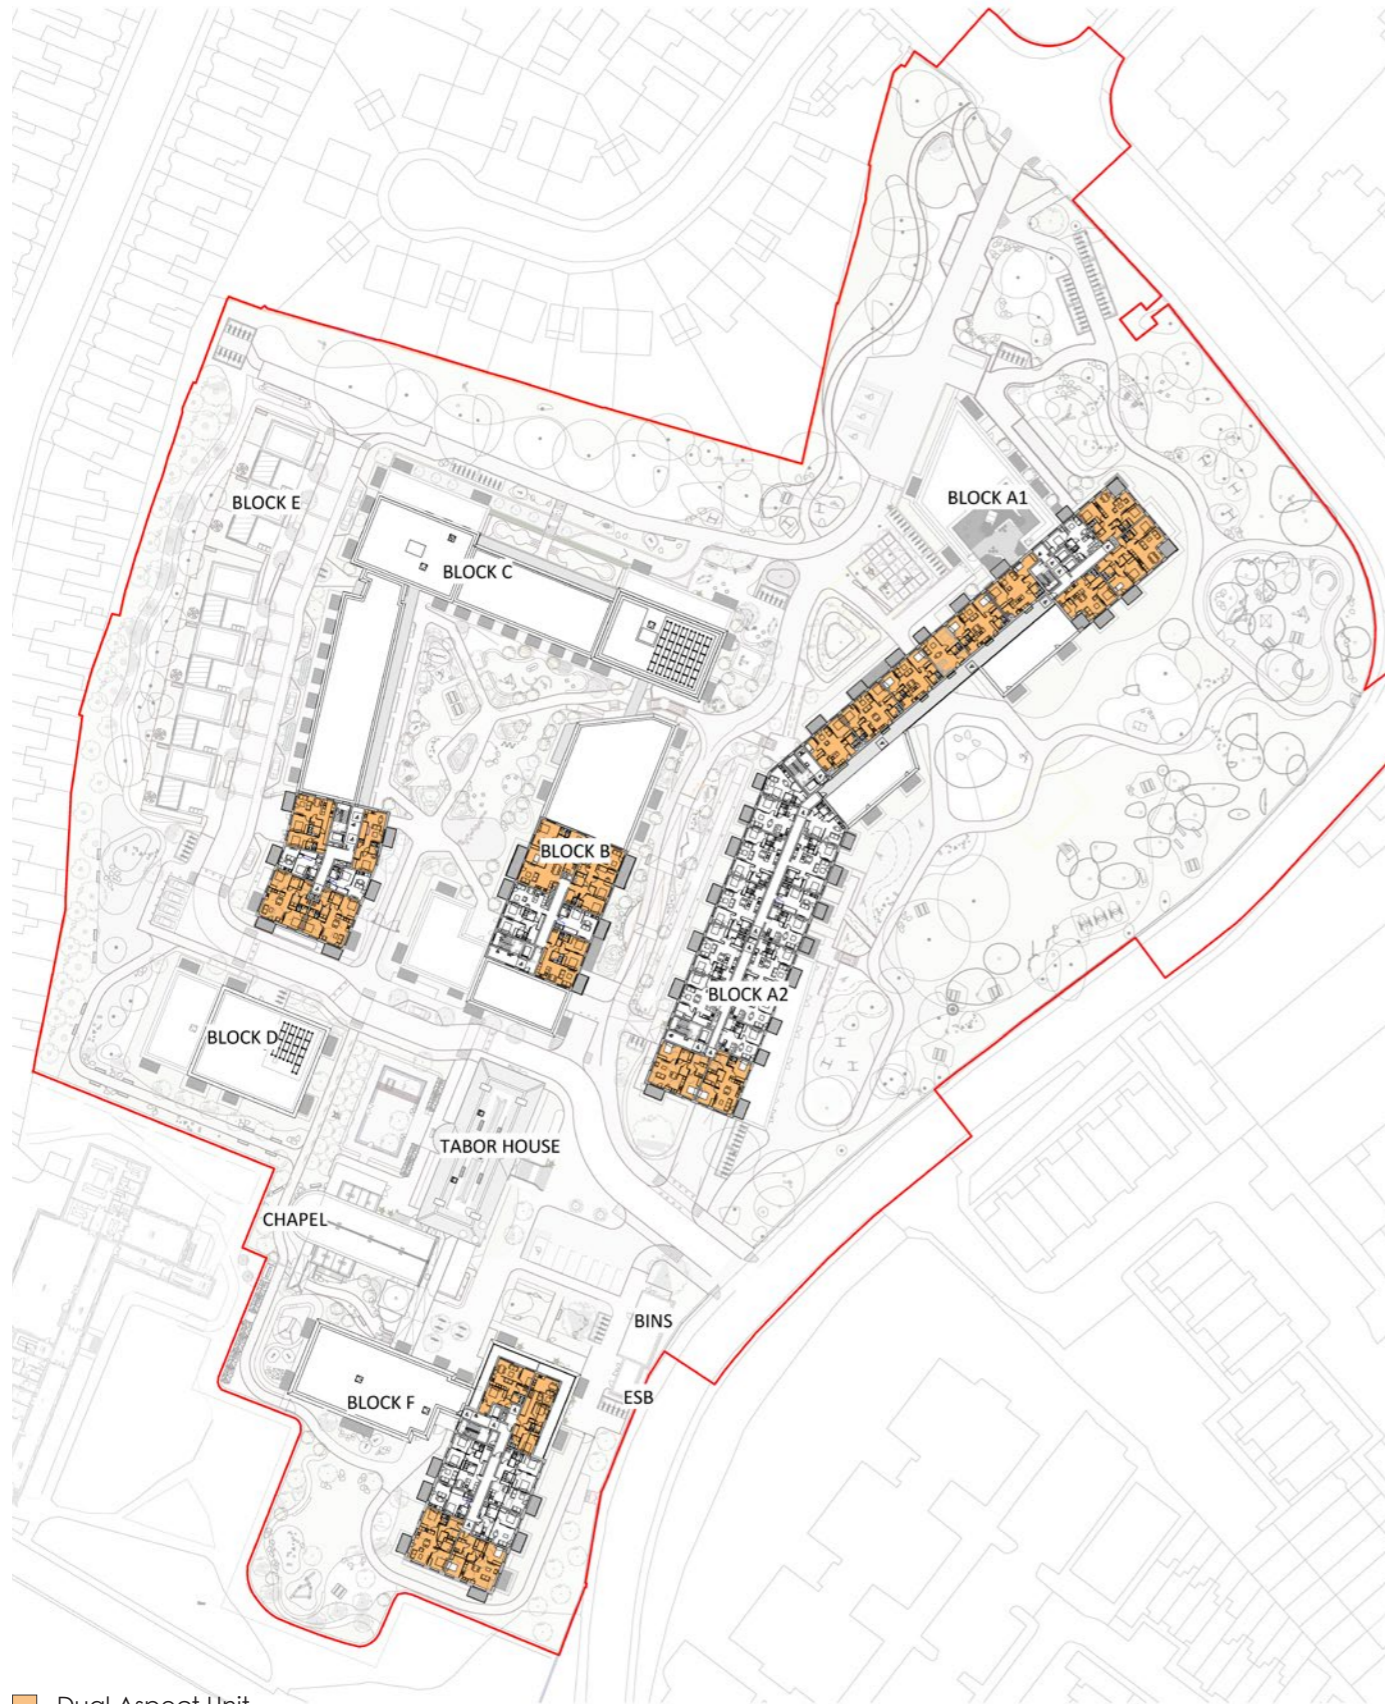 BLOCK A1
BLOCK E
BLOCK C
BLOCK B
BLOCK A2
BLOCK D
TABOR HOUSE
CHAPEL
BINS
ESB
BLOCK F
Dual Aspect Unit